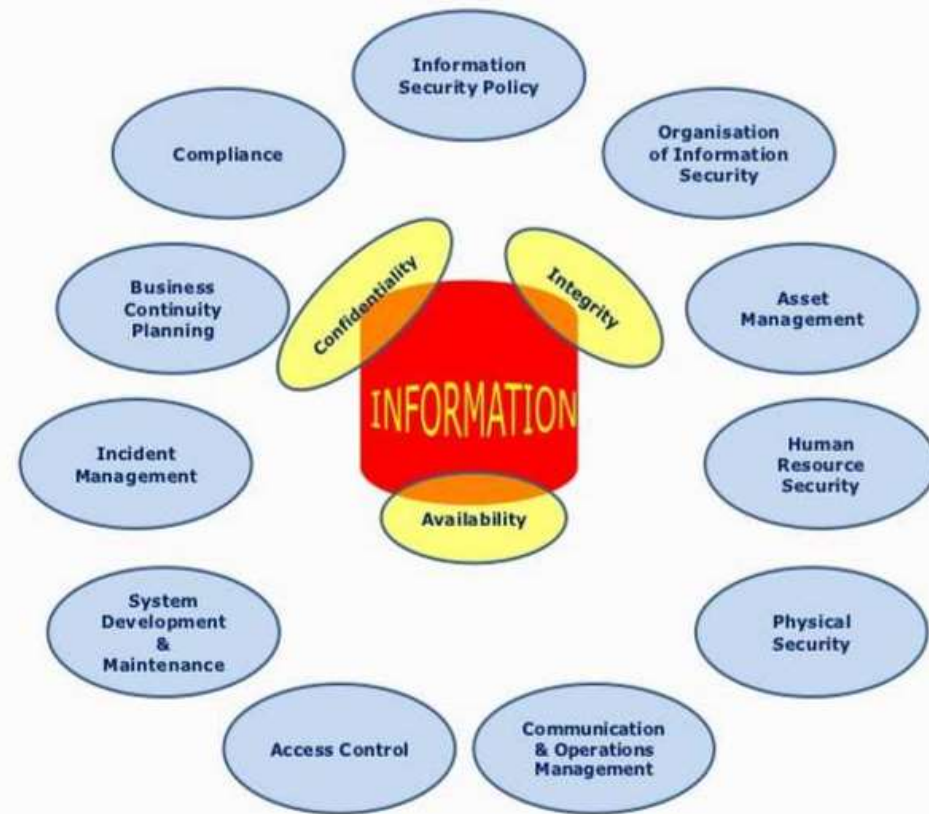 Information
Security Policy
Organisation
of Information
Security
Asset
Management
Human
Resource
Security
Physical
Security
Communication
& Operations
Management
Access Control
System
Development
&
Maintenance
Incident
Management
Business
Continuity
Planning
Compliance
Confidentiality
Integrity
INFORMATION
Availability